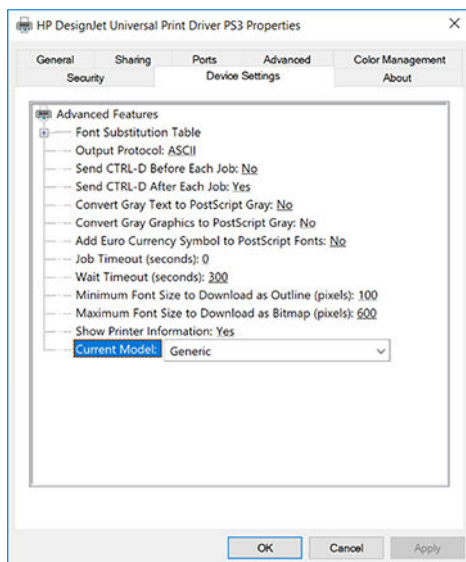 HP DesignJet Universal Print Driver PS3 Properties
General Sharing Ports Advanced Color Management
Security Device Settings About
Advanced Features
Font Substitution Table
Output Protocol: ASCII
Send CTRL-D Before Each Job: No
Send CTRL-D After Each Job: Yes
Convert Gray Text to PostScript Gray: No
Convert Gray Graphics to PostScript Gray: No
Add Euro Currency Symbol to PostScript Fonts: No
Job Timeout (seconds): 0
Wait Timeout (seconds): 300
Minimum Font Size to Download as Outline (pixels): 100
Maximum Font Size to Download as Bitmap (pixels): 600
Show Printer Information: Yes
Current Model: Generic
OK Cancel Apply